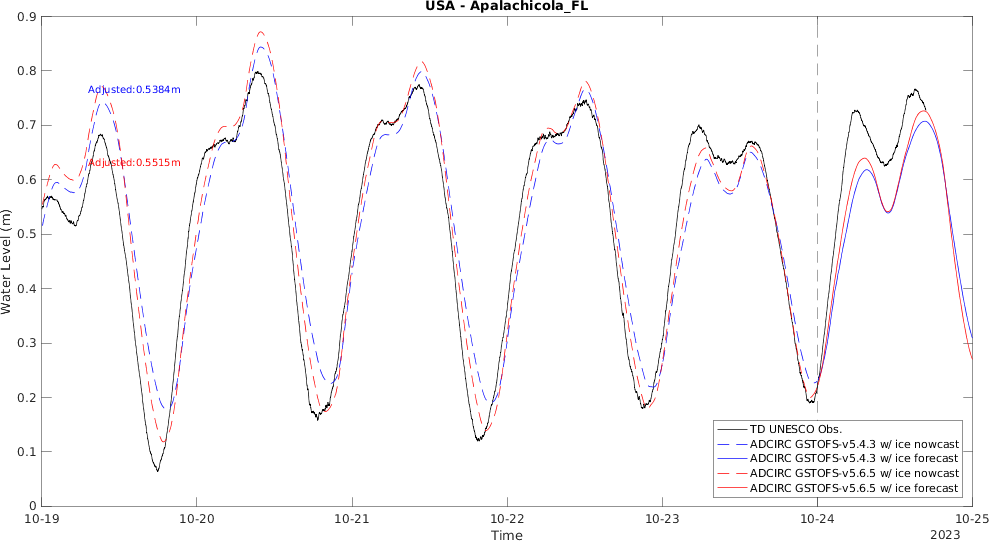 USA - Apalachicola_FL
0.9
0.8
0.7
0.6
0.5
0.4
0.3
0.2
0.1
0
Water Level (m)
Adjusted:0.5384m
Adjusted:0.5515m
TD UNESCO Obs.
ADCIRC GSTOFS-v5.4.3 w/ ice nowcast
ADCIRC GSTOFS-v5.4.3 w/ ice forecast
ADCIRC GSTOFS-v5.6.5 w/ ice nowcast
ADCIRC GSTOFS-v5.6.5 w/ ice forecast
10-19 10-20 10-21 10-22 10-23 10-24 10-25
Time
2023